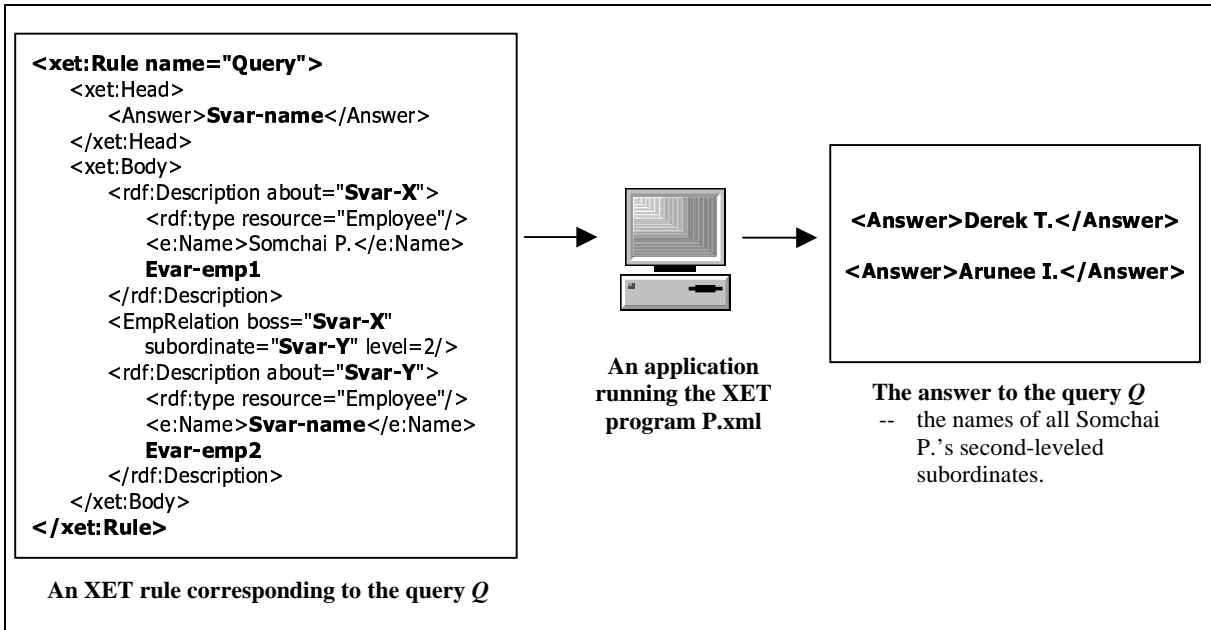 <xet:Rule name="Query">
<xet:Head>
<Answer>Svar-name</Answer>
</xet:Head>
<xet:Body>
<rdf:Description about="Svar-X">
<rdf:type resource="Employee"/>
<e:Name>Somchai P.</e:Name>
Evar-emp1
</rdf:Description>
<EmpRelation boss="Svar-X"
subordinate="Svar-Y" level=2/>
<rdf:Description about="Svar-Y">
<rdf:type resource="Employee"/>
<e:Name>Svar-name</e:Name>
Evar-emp2
</rdf:Description>
</xet:Body>
</xet:Rule>
An XET rule corresponding to the query Q
An application
running the XET
program P.xml
<Answer>Derek T.</Answer>
<Answer>Arunee I.</Answer>
The answer to the query Q
-- the names of all Somchai
P.'s second-leveled
subordinates.